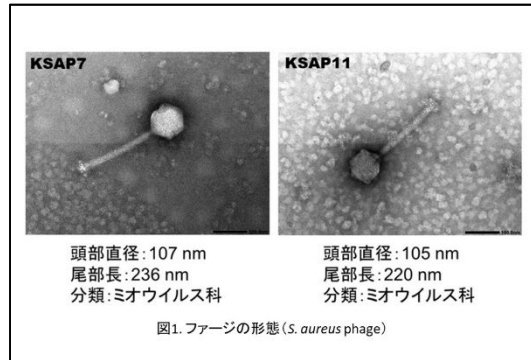 KSAP7
KSAP11
頭部直径:107 nm
尾部長:236 nm
分類:ミオウイルス科
頭部直径:105 nm
尾部長:220 nm
分類:ミオウイルス科
図1. ファージの形態(S. aureus phage)